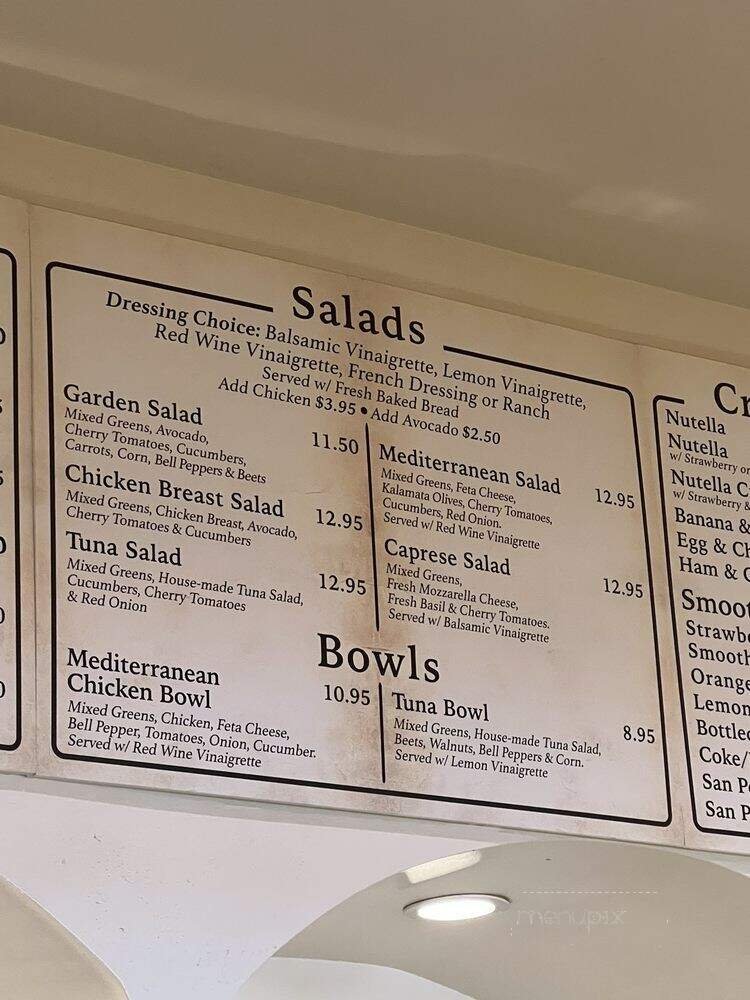 Salads
Dressing Choice: Balsamic Vinaigrette, Lemon Vinaigrette,
Red Wine Vinaigrette, French Dressing or Ranch
Served w/ Fresh Baked Bread
Add Chicken $3.95 • Add Avocado $2.50
Garden Salad 11.50
Mixed Greens, Avocado,
Cherry Tomatoes, Cucumbers,
Carrots, Corn, Bell Peppers & Beets
Chicken Breast Salad 12.95
Mixed Greens, Chicken Breast, Avocado,
Cherry Tomatoes & Cucumbers
Tuna Salad 12.95
Mixed Greens, House-made Tuna Salad,
Cucumbers, Cherry Tomatoes
& Red Onion
Mediterranean Salad 12.95
Mixed Greens, Feta Cheese,
Kalamata Olives, Cherry Tomatoes,
Cucumbers, Red Onion.
Served w/ Red Wine Vinaigrette
Caprese Salad 12.95
Mixed Greens,
Fresh Mozzarella Cheese,
Fresh Basil & Cherry Tomatoes.
Served w/ Balsamic Vinaigrette
Bowls
Mediterranean
Chicken Bowl 10.95
Mixed Greens, Chicken, Feta Cheese,
Bell Pepper, Tomatoes, Onion, Cucumber.
Served w/ Red Wine Vinaigrette
Tuna Bowl 8.95
Mixed Greens, House-made Tuna Salad,
Beets, Walnuts, Bell Peppers & Corn.
Served w/ Lemon Vinaigrette
Cr
Nutella
Nutella
w/ Strawberry or
Nutella C
w/ Strawberry &
Banana &
Egg & Ch
Ham & C
Smoot
Strawbe
Smooth
Orange
Lemon
Bottled
Coke/
San Pe
San P
menupix